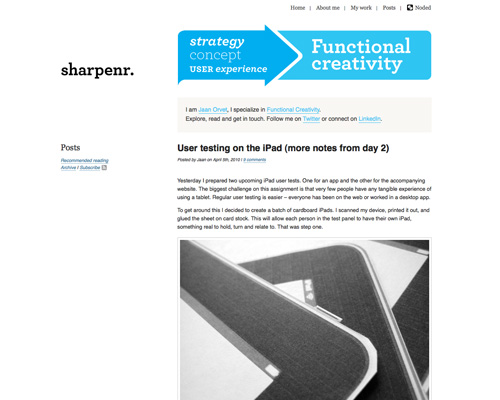 Home | About me | My work | Posts | Noded
sharpenr.
strategy
concept
USER experience
Functional
creativity
I am Jaan Orvet, I specialize in Functional Creativity.
Explore, read and get in touch. Follow me on Twitter or connect on LinkedIn.
Posts
Recommended reading
Archive I Subscribe
User testing on the iPad (more notes from day 2)
Posted by Jaan on April 5th, 2010 | 9 comments
Yesterday I prepared two upcoming iPad user tests. One for an app and the other for the accompanying
website. The biggest challenge on this assignment is that very few people have any tangible experience of
using a tablet. Regular user testing is easier – everyone has been on the web or worked in a desktop app.
To get around this I decided to create a batch of cardboard iPads. I scanned my device, printed it out, and
glued the sheet on card stock. This will allow each person in the test panel to have their own iPad,
something real to hold, turn and relate to. That was step one.